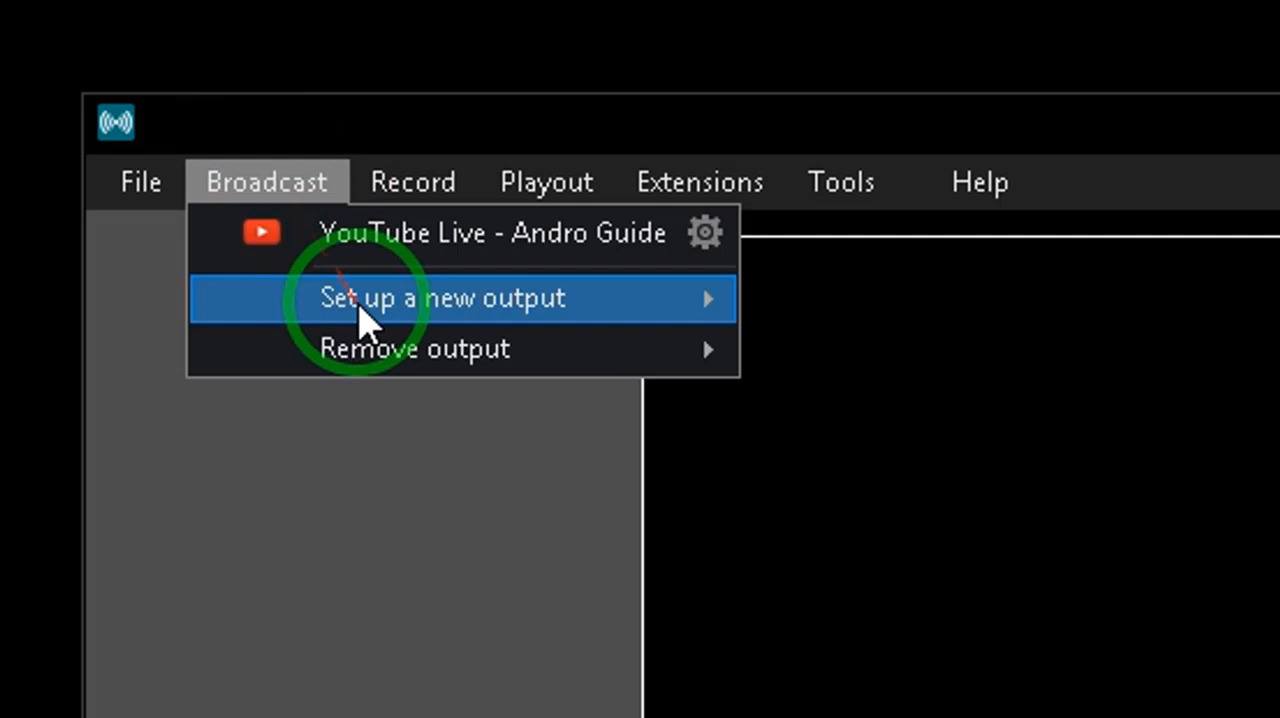 File Broadcast Record Playout Extensions Tools Help
YouTube Live - Andro Guide
Set up a new output
Remove output